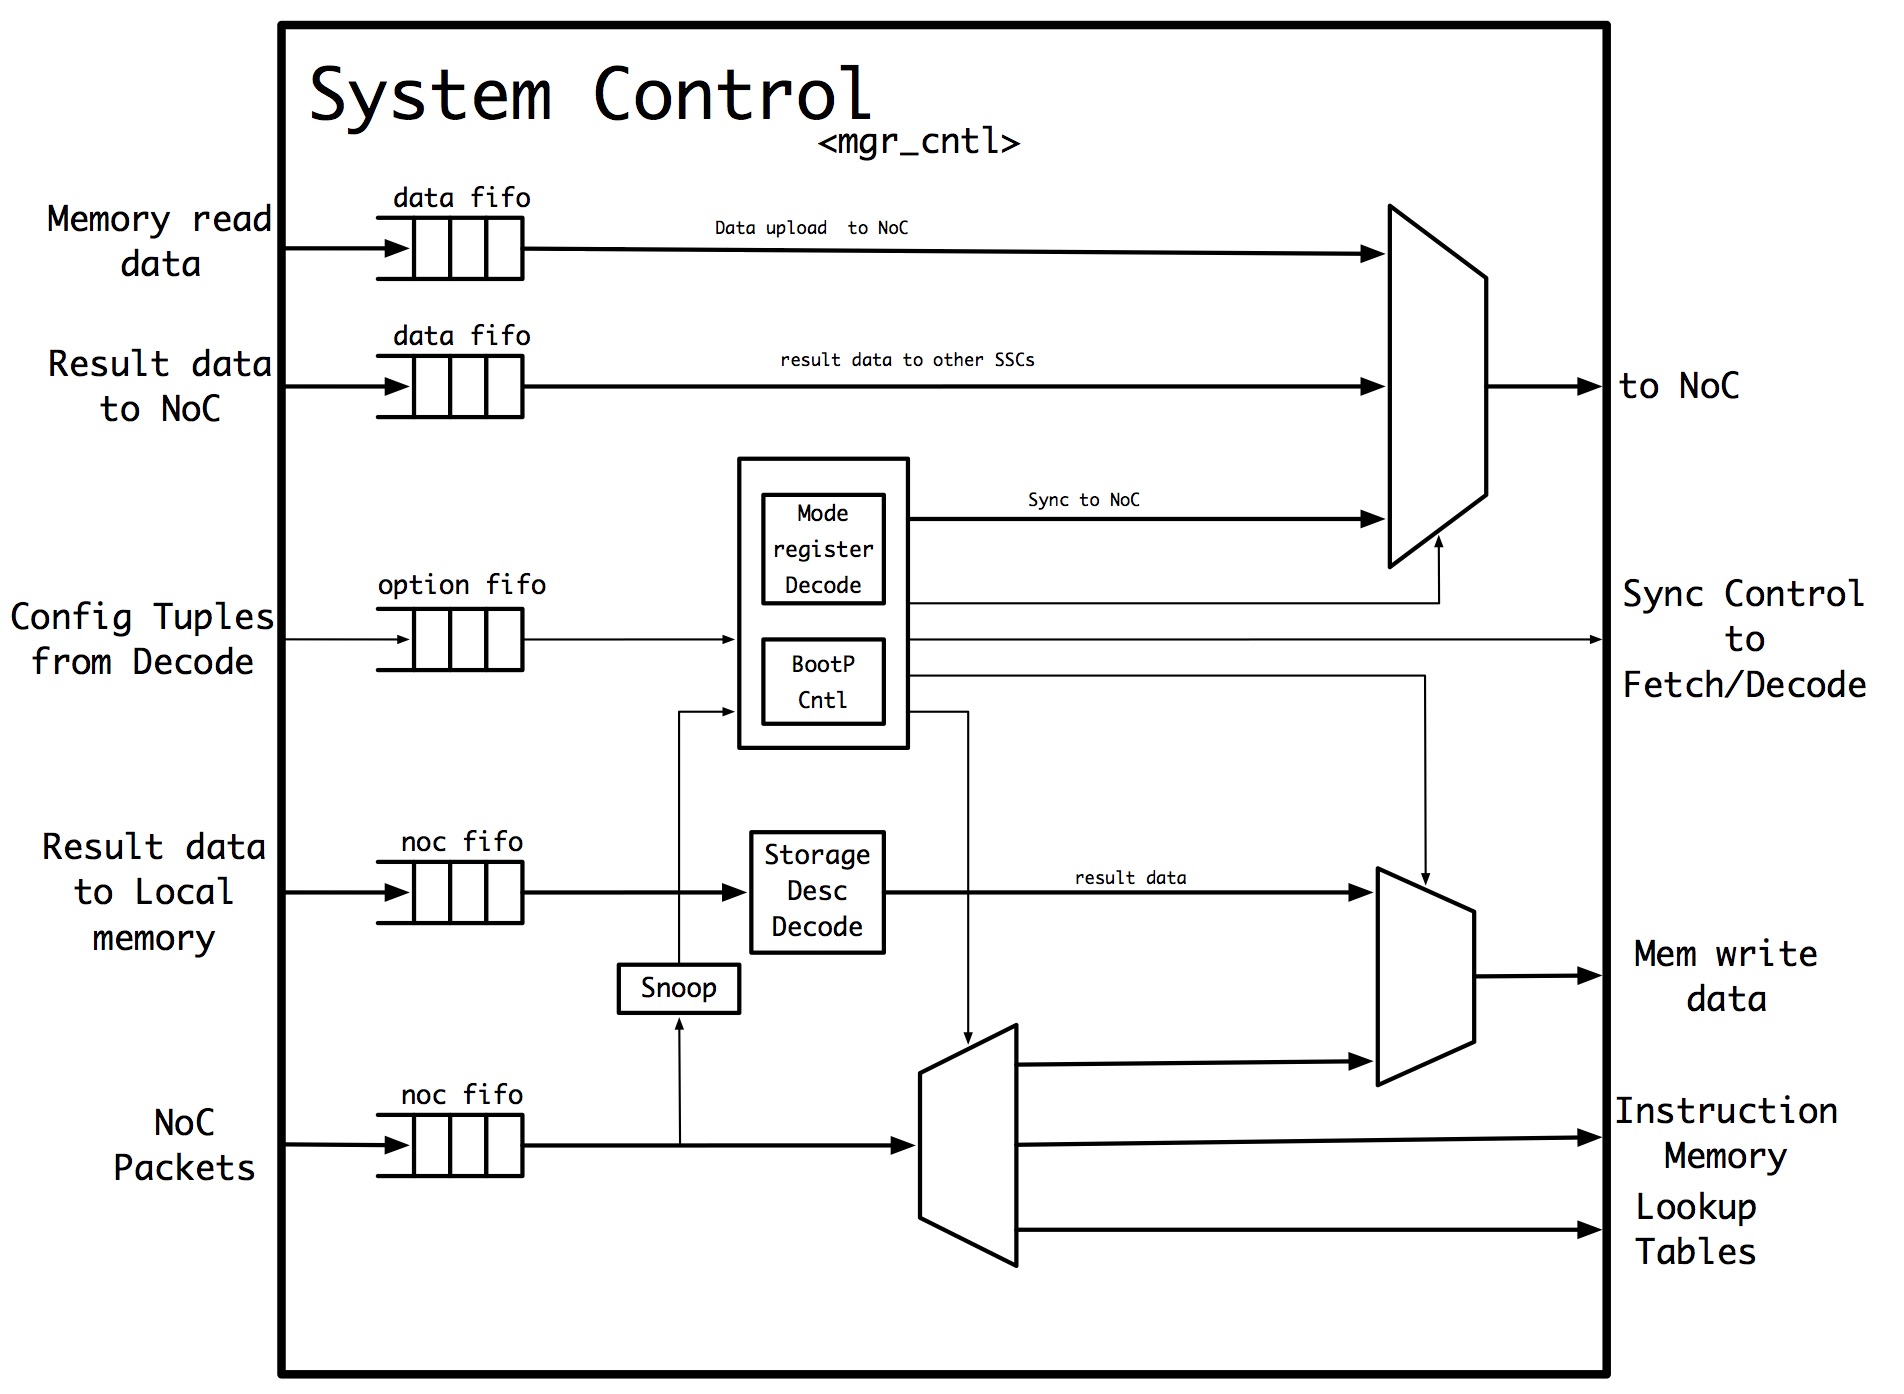 System Control
<mgr_cntl>
data fifo
Memory read
data
Data upload  to NoC
data fifo
Result data
to NoC
result data to other SSCs
to NoC
Mode
register
Decode
Sync to NoC
option fifo
Config Tuples
from Decode
BootP
Cntl
Sync Control
to
Fetch/Decode
noc fifo
Result data
to Local
memory
Storage
Desc
Decode
result data
Snoop
Mem write
data
noc fifo
NoC
Packets
Instruction
Memory
Lookup
Tables